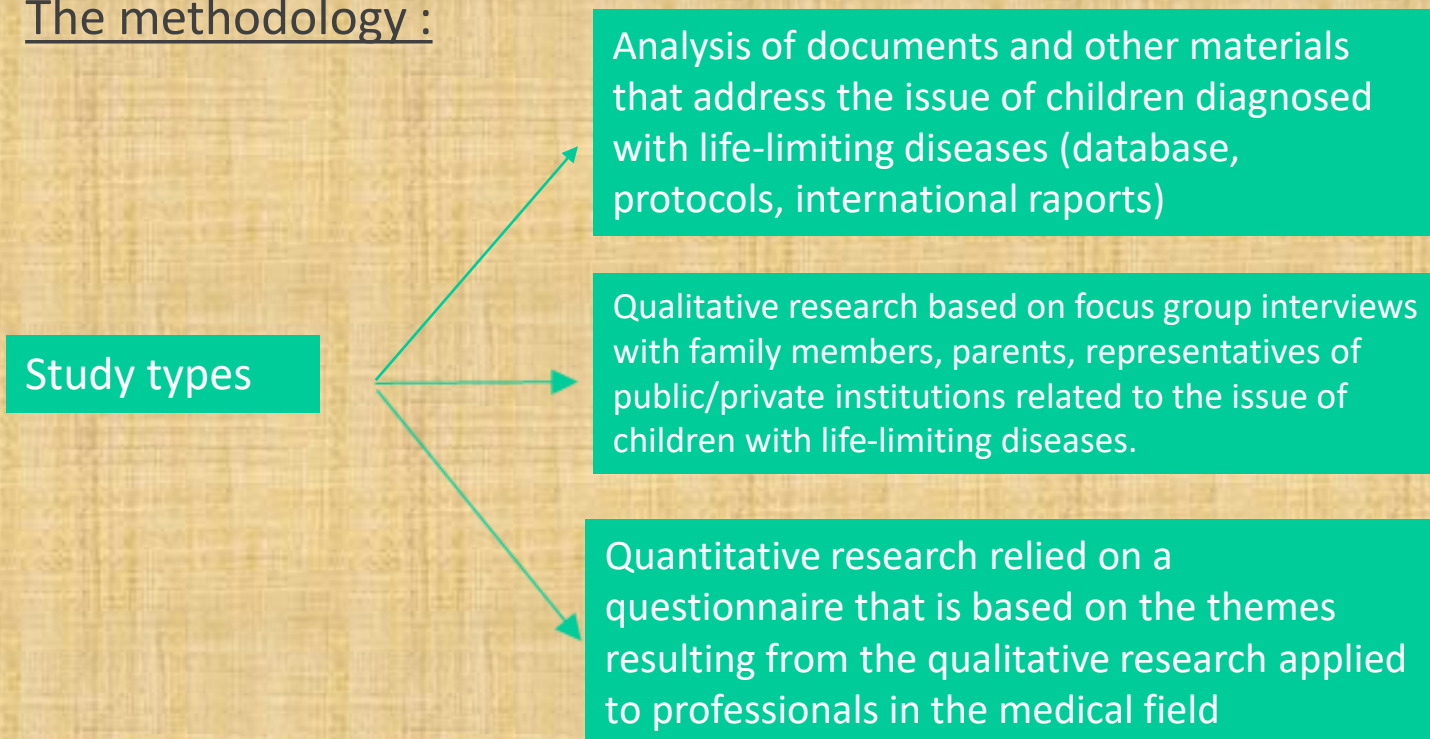 The methodology :
Analysis of documents and other materials
that address the issue of children diagnosed
with life-limiting diseases (database,
protocols, international raports)
Study types
Qualitative research based on focus group interviews
with family members, parents, representatives of
public/private institutions related to the issue of
children with life-limiting diseases.
Quantitative research relied on a
questionnaire that is based on the themes
resulting from the qualitative research applied
to professionals in the medical field